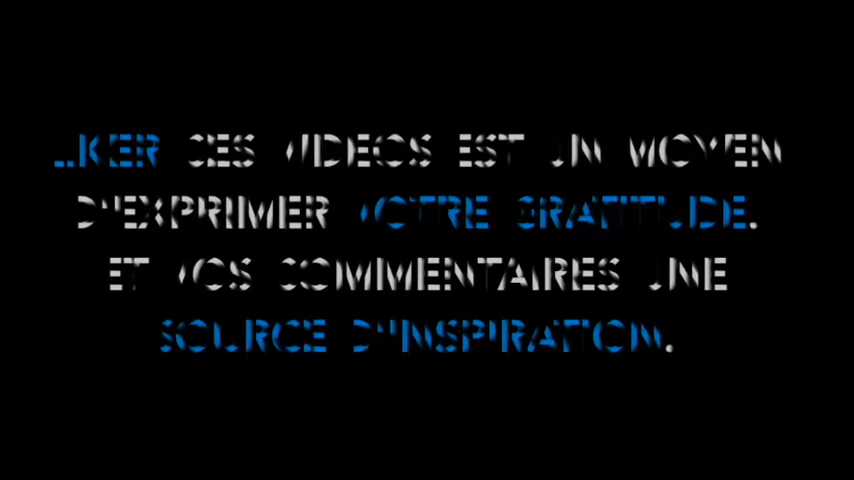 LIKER CES VIDEOS EST UN MOYEN
D'EXPRIMER VOTRE GRATITUDE.
ET VOS COMMENTAIRES UNE
SOURCE D'INSPIRATION.